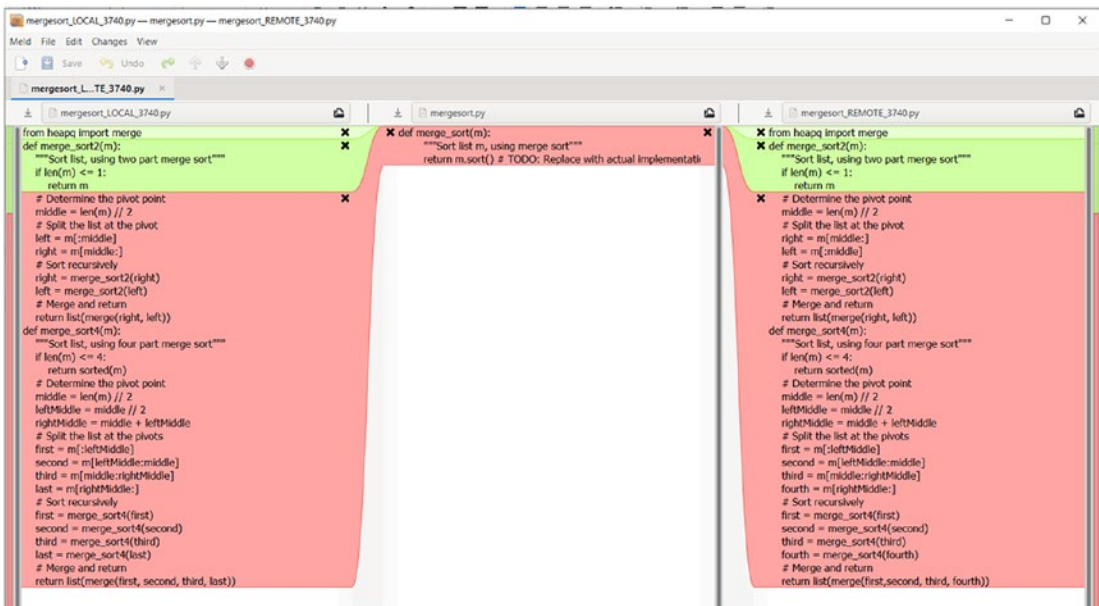 mergesort_LOCAL_3740.py — mergesort.py — mergesort_REMOTE_3740.py
Meld File Edit Changes View
Save Undo
mergesort_L...TE_3740.py
mergesort_LOCAL_3740.py
from heapq import merge
def merge_sort2(m):
"""Sort list, using two part merge sort"""
if len(m) <= 1:
return m
# Determine the pivot point
middle = len(m) // 2
# Split the list at the pivot
left = m[:middle]
right = m[middle:]
# Sort recursively
right = merge_sort2(right)
left = merge_sort2(left)
# Merge and return
return list(merge(right, left))
def merge_sort4(m):
"""Sort list, using four part merge sort"""
if len(m) <= 4:
return sorted(m)
# Determine the pivot point
middle = len(m) // 2
leftMiddle = middle // 2
rightMiddle = middle + leftMiddle
# Split the list at the pivots
first = m[:leftMiddle]
second = m[leftMiddle:middle]
third = m[middle:rightMiddle]
last = m[rightMiddle:]
# Sort recursively
first = merge_sort4(first)
second = merge_sort4(second)
third = merge_sort4(third)
last = merge_sort4(last)
# Merge and return
return list(merge(first, second, third, last))
mergesort.py
def merge_sort(m):
"""Sort list m, using merge sort"""
return m.sort() # TODO: Replace with actual implementati
mergesort_REMOTE_3740.py
from heapq import merge
def merge_sort2(m):
"""Sort list, using two part merge sort"""
if len(m) <= 1:
return m
# Determine the pivot point
middle = len(m) // 2
# Split the list at the pivot
right = m[middle:]
left = m[:middle]
# Sort recursively
right = merge_sort2(right)
left = merge_sort2(left)
# Merge and return
return list(merge(right, left))
def merge_sort4(m):
"""Sort list, using four part merge sort"""
if len(m) <= 4:
return sorted(m)
# Determine the pivot point
middle = len(m) // 2
leftMiddle = middle // 2
rightMiddle = middle + leftMiddle
# Split the list at the pivots
first = m[:leftMiddle]
second = m[leftMiddle:middle]
third = m[middle:rightMiddle]
fourth = m[rightMiddle:]
# Sort recursively
first = merge_sort4(first)
second = merge_sort4(second)
third = merge_sort4(third)
fourth = merge_sort4(fourth)
# Merge and return
return list(merge(first,second, third, fourth))